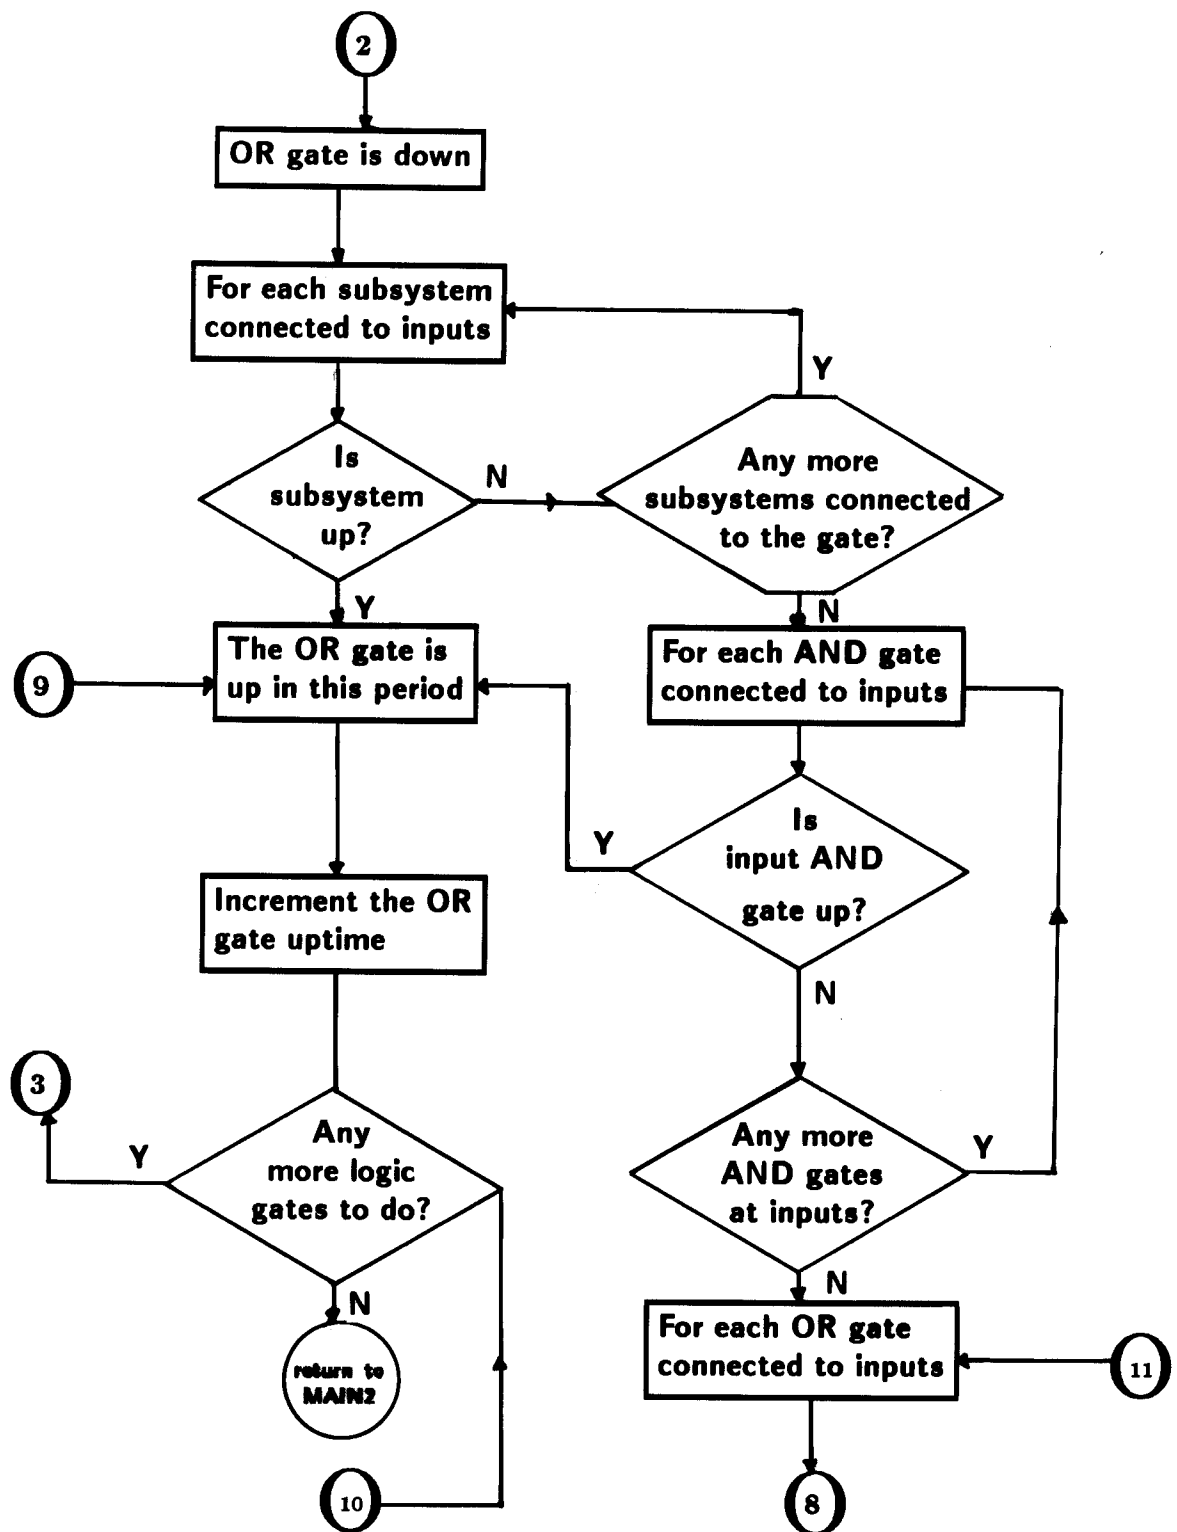 2
OR gate is down
For each subsystem
connected to inputs
Y
Is
subsystem
up?
N
Any more
subsystems connected
to the gate?
Y
N
The OR gate is
up in this period
9
For each AND gate
connected to inputs
Is
input AND
gate up?
Y
Increment the OR
gate uptime
N
3
Y
Any
more logic
gates to do?
Any more
AND gates
at inputs?
Y
N
N
return to
MAIN2
For each OR gate
connected to inputs
11
10
8